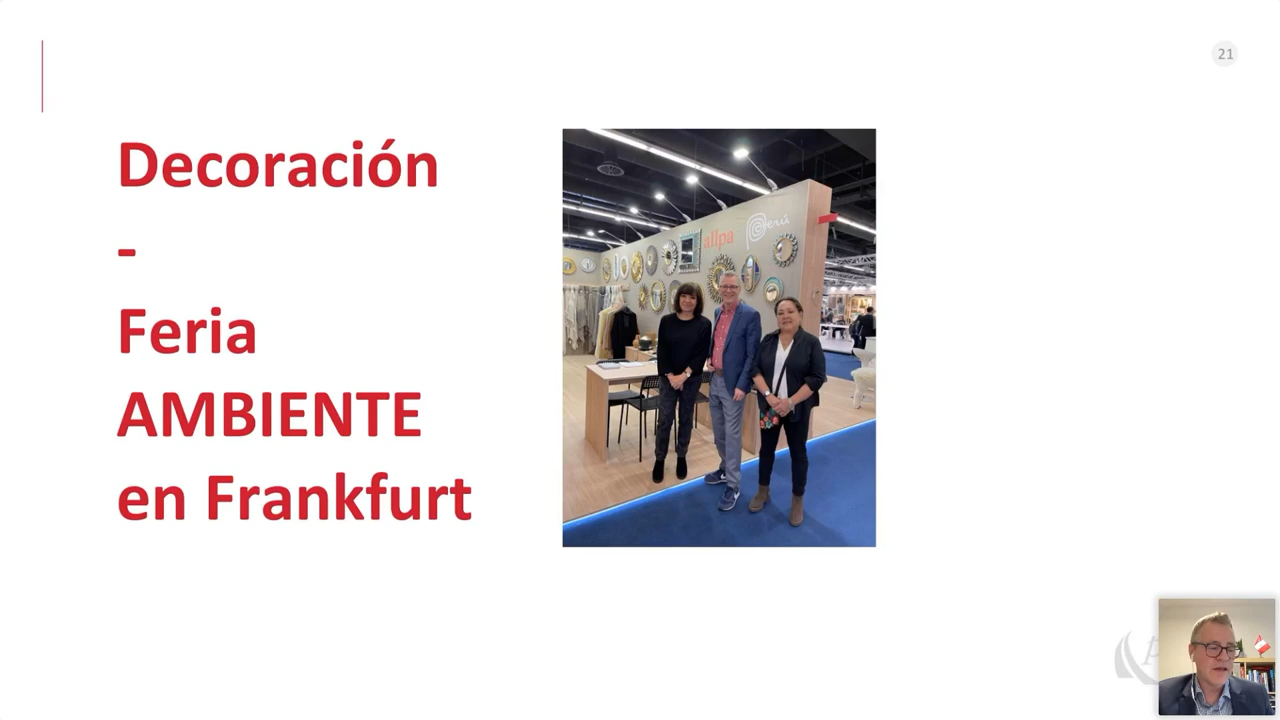 21
Decoración
-
Feria
AMBIENTE
en Frankfurt
allpa
Perú